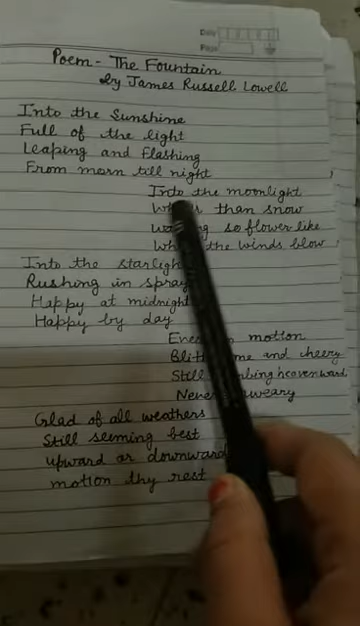 Date
Page
Poem - The Fountain
By James Russell Lowell
Into the Sunshine
Full of the light
Leaping and Flashing
From morn till night
Into the moonlight
than snow
so flower like
the winds blow
Into the
Rushing in spray
Happy at midnight
Happy by day
motion
and cheery
Still heavenward
weary
Glad of all weathers
Still seeming best
upward or downward
motion thy rest